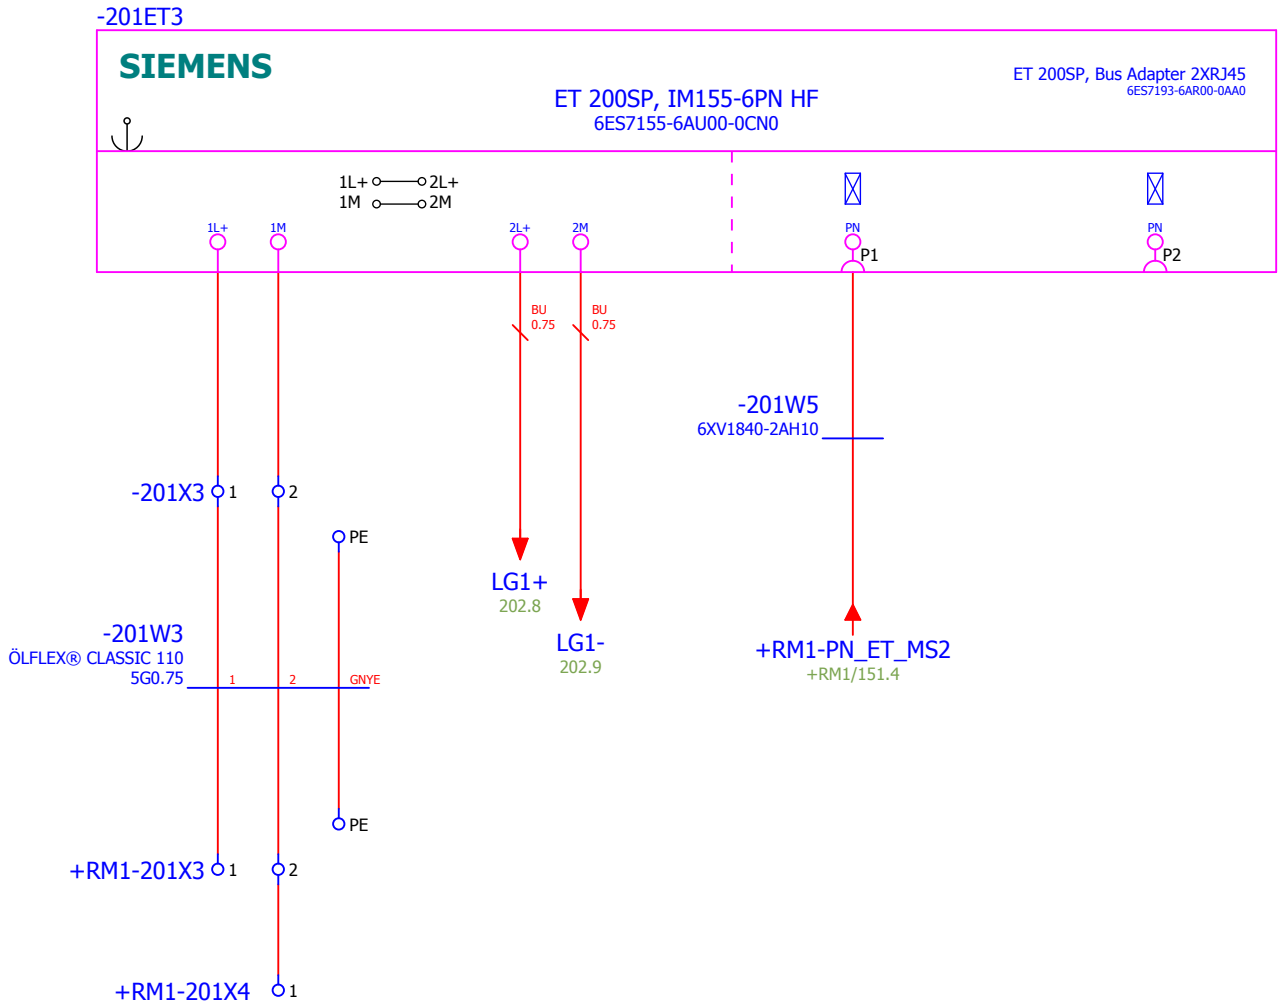 -201ET3
SIEMENS
ET 200SP, Bus Adapter 2XRJ45
6ES7193-6AR00-0AA0
ET 200SP, IM155-6PN HF
6ES7155-6AU00-0CN0
1L+ 2L+
1M 2M
1L+ 1M 2L+ 2M PN PN
P1 P2
BU BU
0.75 0.75
-201W5
6XV1840-2AH10
-201X3 1 2
PE
LG1+
202.8
-201W3
LG1-
+RM1-PN_ET_MS2
ÖLFLEX® CLASSIC 110
202.9
+RM1/151.4
5G0.75 1 2 GNYE
PE
+RM1-201X3 1 2
+RM1-201X4 1